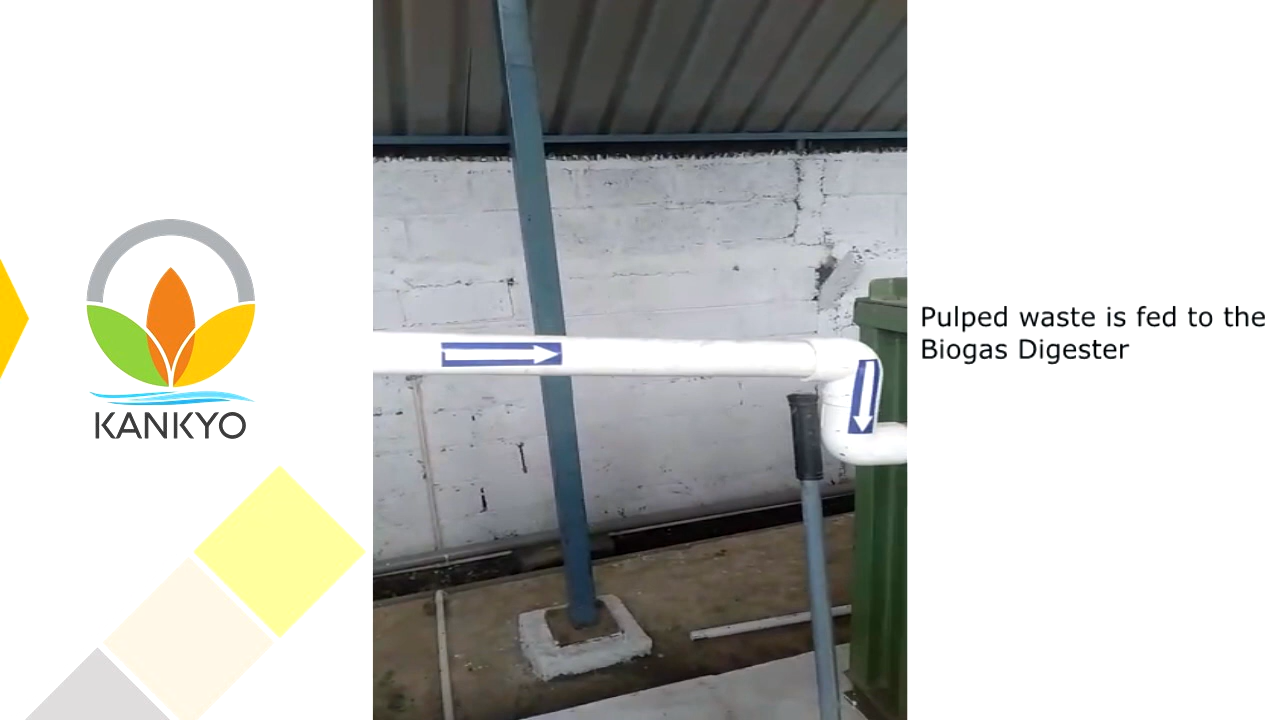 KANKYO
Pulped waste is fed to the
Biogas Digester